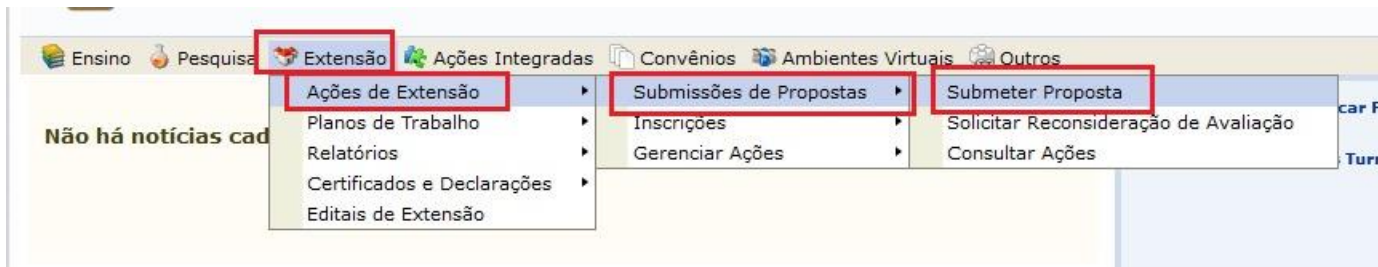 Ensino Pesquisa Extensão Ações Integradas Convênios Ambientes Virtuais Outros
Ações de Extensão Submissões de Propostas Submeter Proposta
Planos de Trabalho Inscrições Solicitar Reconsideração de Avaliação
Relatórios Gerenciar Ações Consultar Ações
Certificados e Declarações
Editais de Extensão
Não há notícias cad
car F